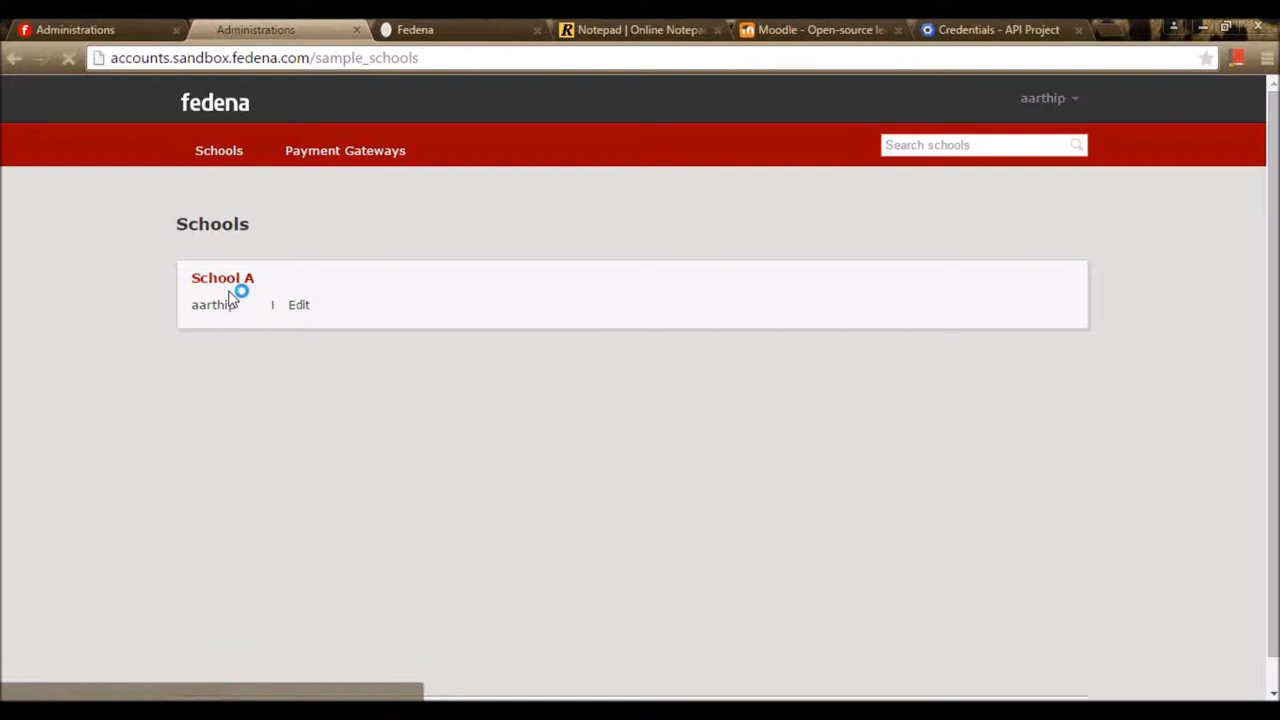 Administrations
Administrations
Fedena
Notepad | Online Notepa
Moodle - Open-source le
Credentials - API Project
accounts.sandbox.fedena.com/sample_schools
fedena
aarthip
Schools
Payment Gateways
Search schools
Schools
School A
aarthip | Edit